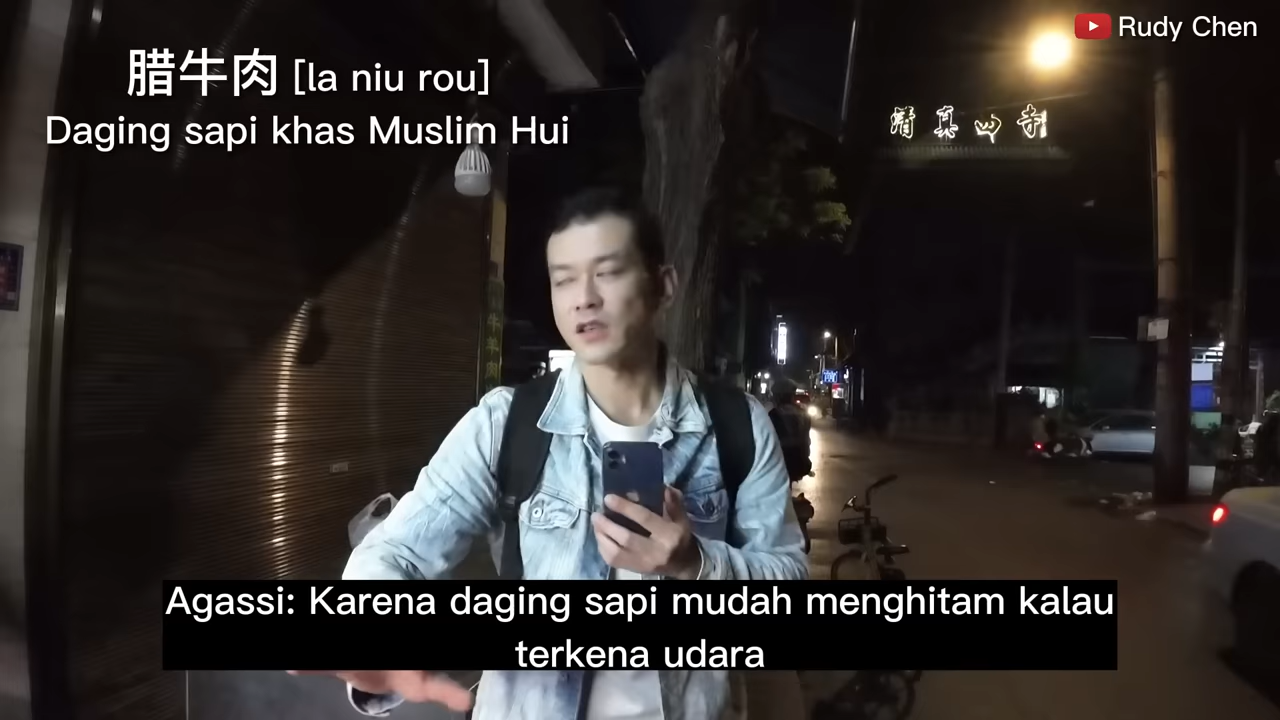 Rudy Chen
腊牛肉 [la niu rou]
Daging sapi khas Muslim Hui
清真 寺
Agassi: Karena daging sapi mudah menghitam kalau
terkena udara